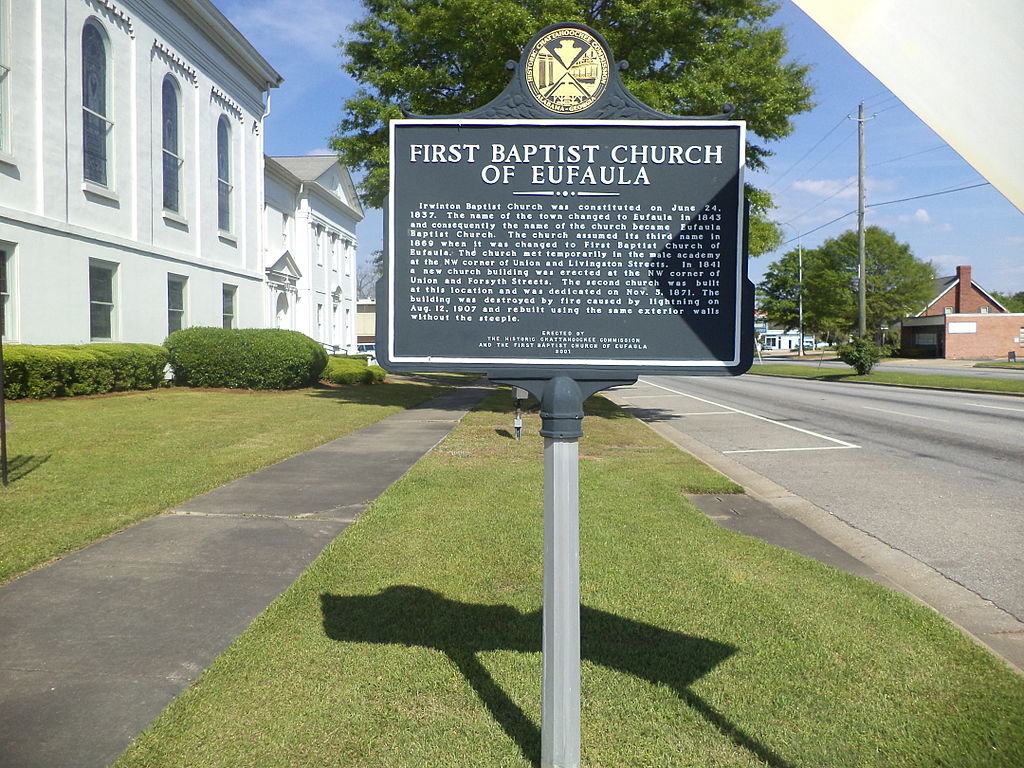 HISTORIC CHATTAHOOCHEE COMMISSION
ALABAMA - GEORGIA
FIRST BAPTIST CHURCH
OF EUFAULA
Irwinton Baptist Church was constituted on June 24,
1837. The name of the town changed to Eufaula in 1843
and consequently the name of the church became Eufaula
Baptist Church. The church assumed its third name in
1869 when it was changed to First Baptist church of
Eufaula. The church met temporarily in the male academy
at the NW corner of Union and Livingston Streets. In 1841
a new church building was erected at the NW corner of
Union and Forsyth Streets. The second church was built
at this location and was dedicated on Nov. 5, 1871. The
building was destroyed by fire caused by lightning on
Aug. 12, 1907 and rebuilt using the same exterior walls
without the steeple.
ERECTED BY
THE HISTORIC CHATTAHOOCHEE COMMISSION
AND THE FIRST BAPTIST CHURCH OF EUFAULA
2001